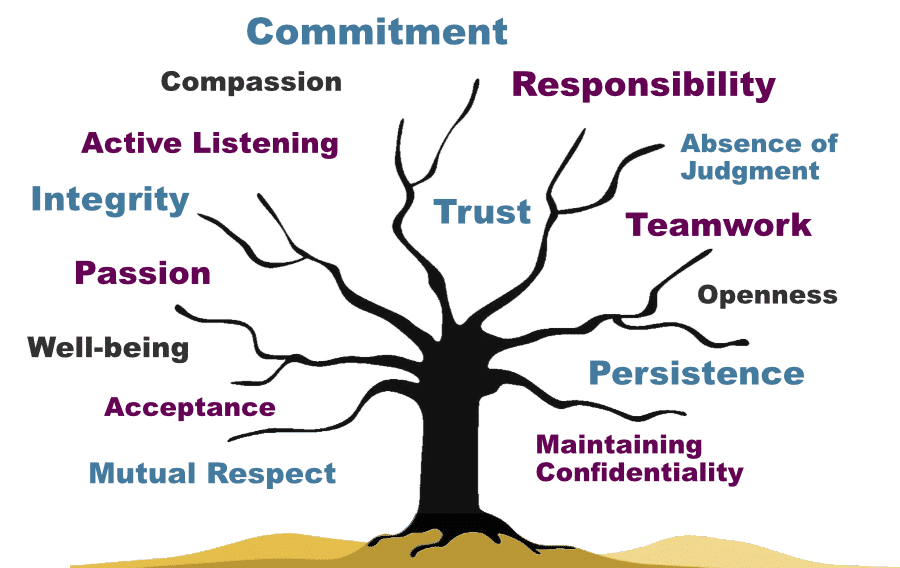 Commitment
Compassion
Responsibility
Active Listening
Absence of
Judgment
Integrity
Trust
Teamwork
Passion
Openness
Well-being
Persistence
Acceptance
Maintaining
Confidentiality
Mutual Respect